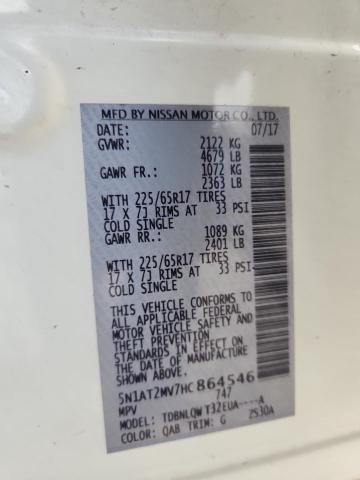 MFD BY NISSAN MOTOR CO., LTD.
DATE: 07/17
GVWR: 2122 KG
4679 LB
GAWR FR.: 1072 KG
2363 LB
WITH 225/65R17 TIRES
17 X 7J RIMS AT 33 PSI
COLD SINGLE
GAWR RR.: 1089 KG
2401 LB
WITH 225/65R17 TIRES
17 X 7J RIMS AT 33 PSI
COLD SINGLE
THIS VEHICLE CONFORMS TO
ALL APPLICABLE FEDERAL
MOTOR VEHICLE SAFETY AND
THEFT PREVENTION
STANDARDS IN EFFECT ON
THE DATE OF MANUFACTURE
SHOWN ABOVE.
5N1AT2MV7HC864546
MPV 747
MODEL: TDBNLQWT32EUA----A
COLOR: QAB TRIM: G 2530A